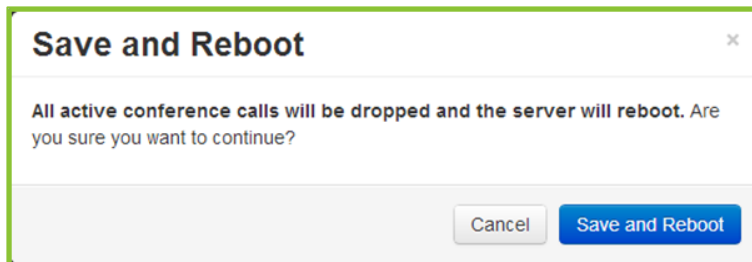 Save and Reboot ×
All active conference calls will be dropped and the server will reboot. Are
you sure you want to continue?
Cancel Save and Reboot